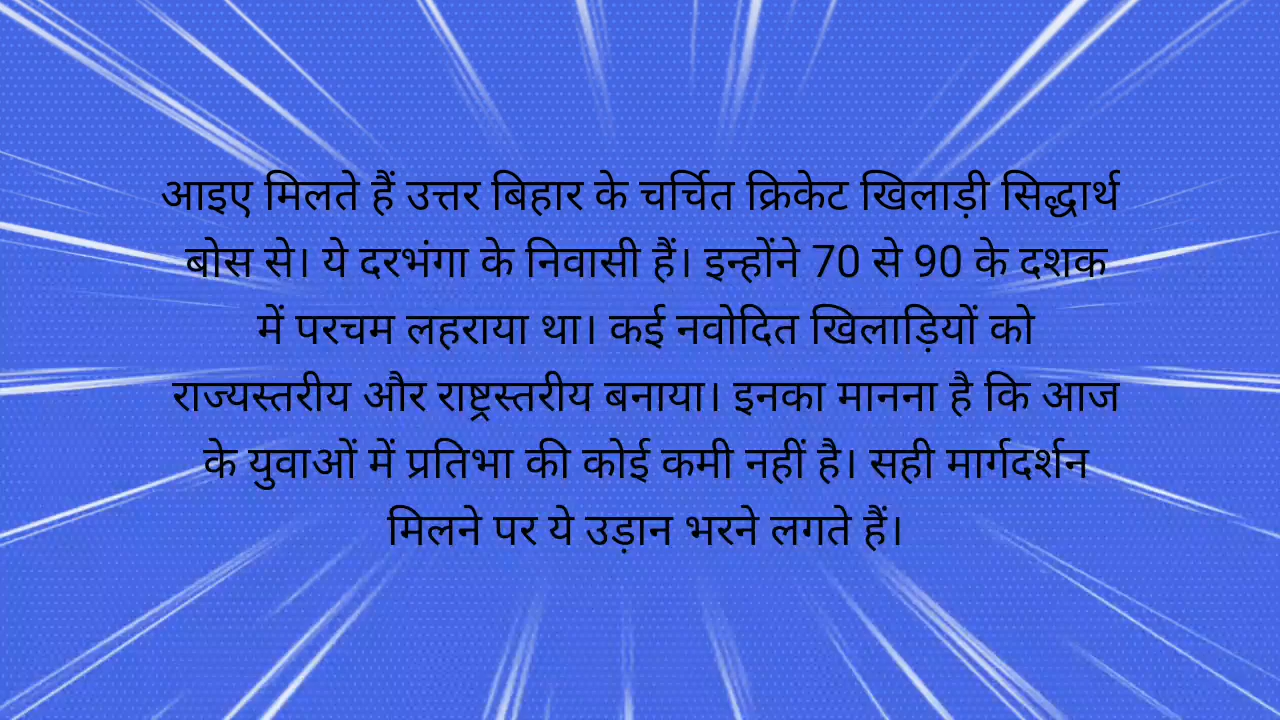 आइए मिलते हैं उत्तर बिहार के चर्चित क्रिकेट खिलाड़ी सिद्धार्थ
बोस से। ये दरभंगा के निवासी हैं। इन्होंने 70 से 90 के दशक
में परचम लहराया था। कई नवोदित खिलाड़ियों को
राज्यस्तरीय और राष्ट्रस्तरीय बनाया। इनका मानना है कि आज
के युवाओं में प्रतिभा की कोई कमी नहीं है। सही मार्गदर्शन
मिलने पर ये उड़ान भरने लगते हैं।